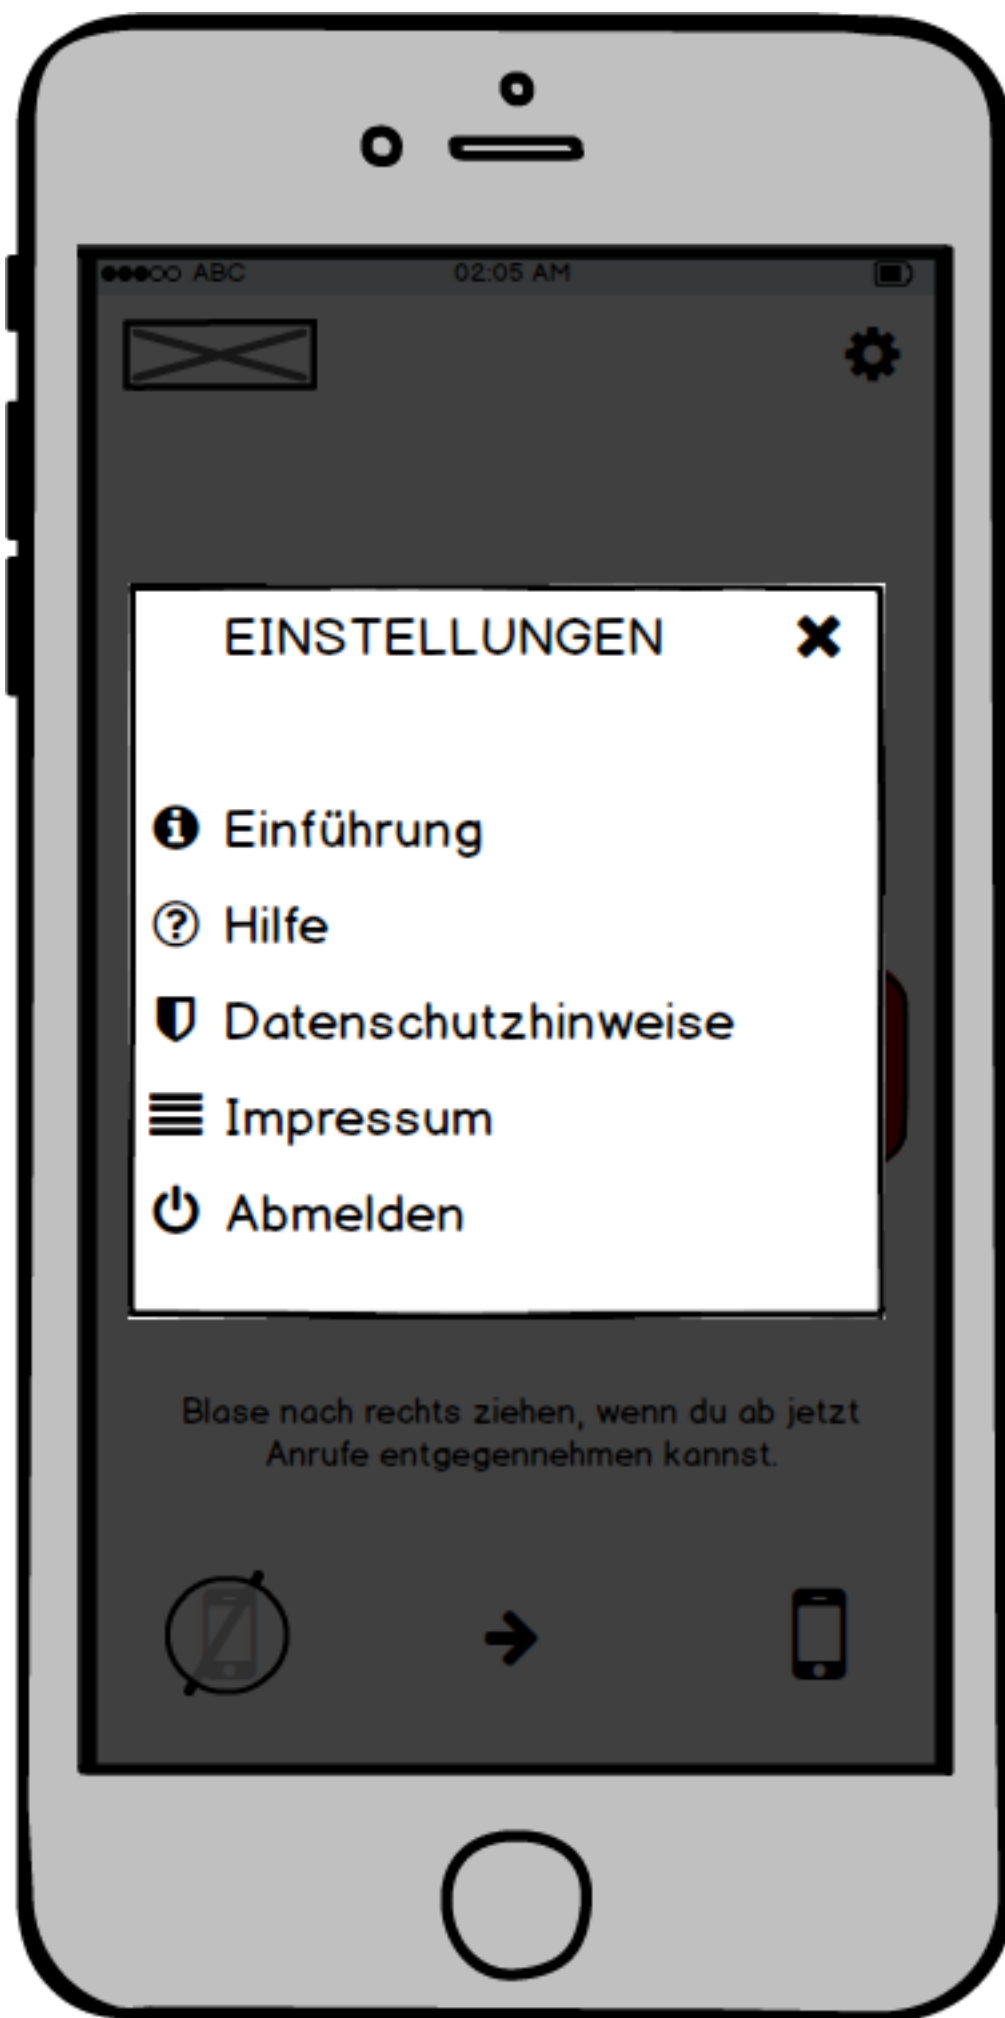 ABC 02:05 AM
EINSTELLUNGEN
Einführung
Hilfe
Datenschutzhinweise
Impressum
Abmelden
Blase nach rechts ziehen, wenn du ab jetzt
Anrufe entgegennehmen kannst.